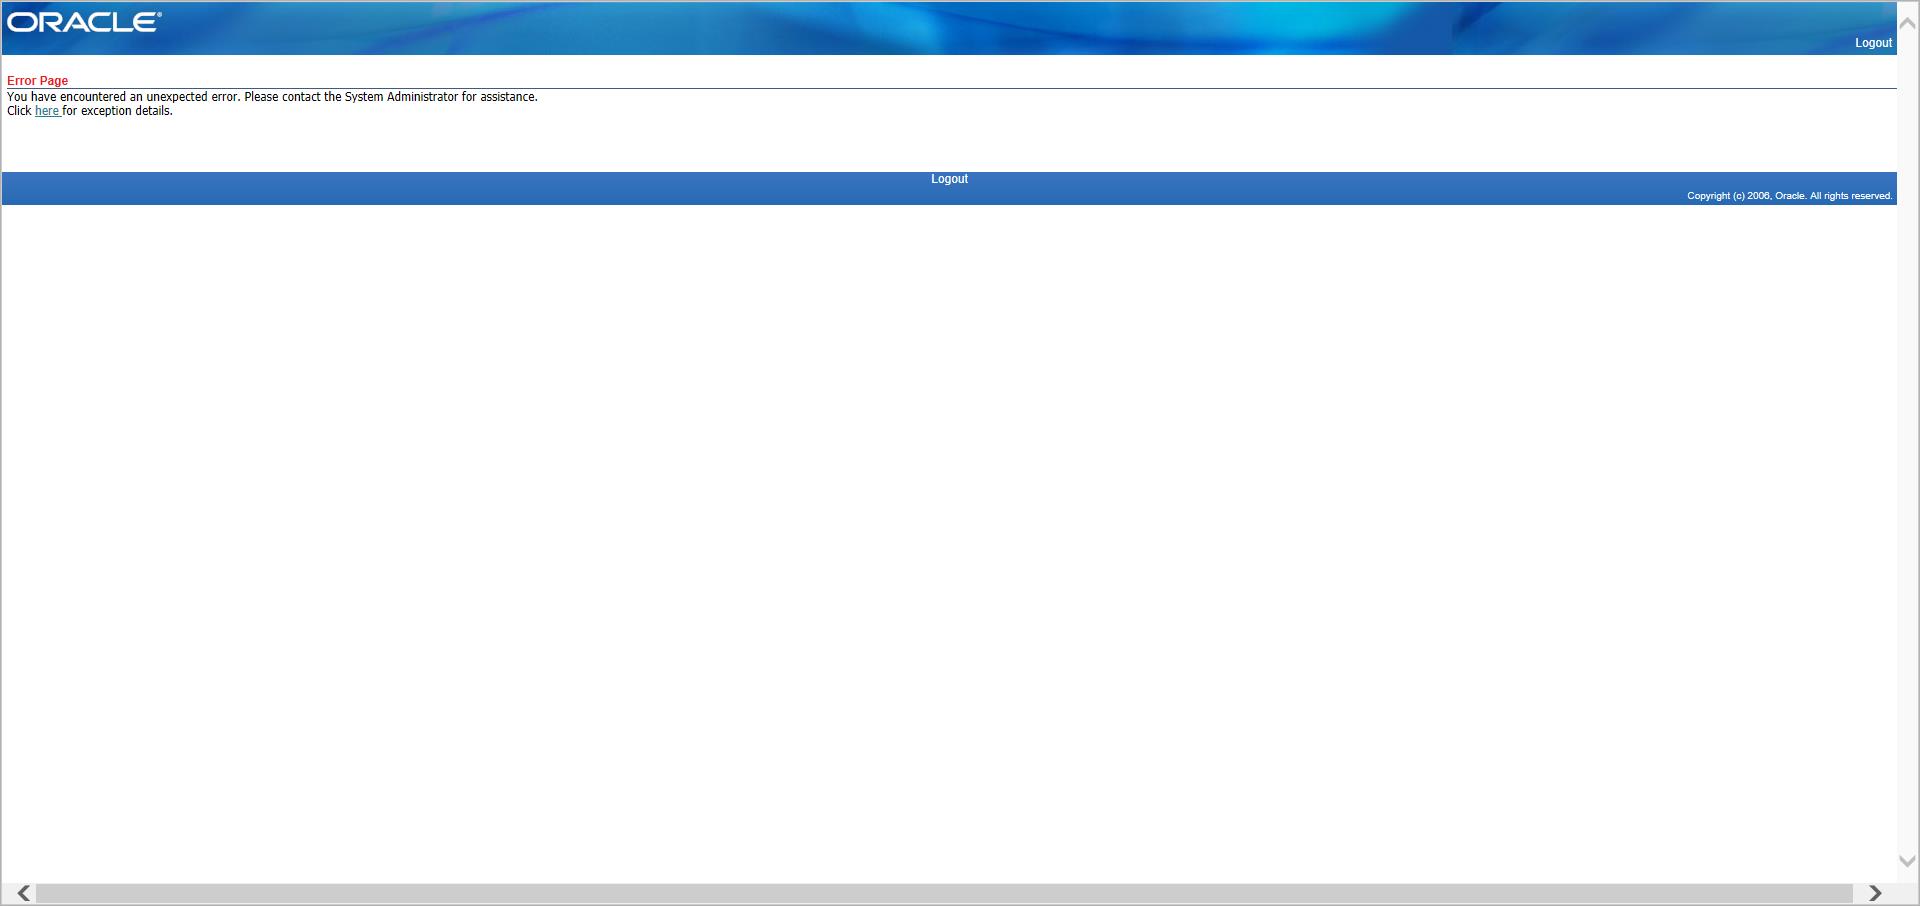 ORACLE®
Logout
Error Page
You have encountered an unexpected error. Please contact the System Administrator for assistance.
Click here for exception details.
Logout
Copyright (c) 2006, Oracle. All rights reserved.